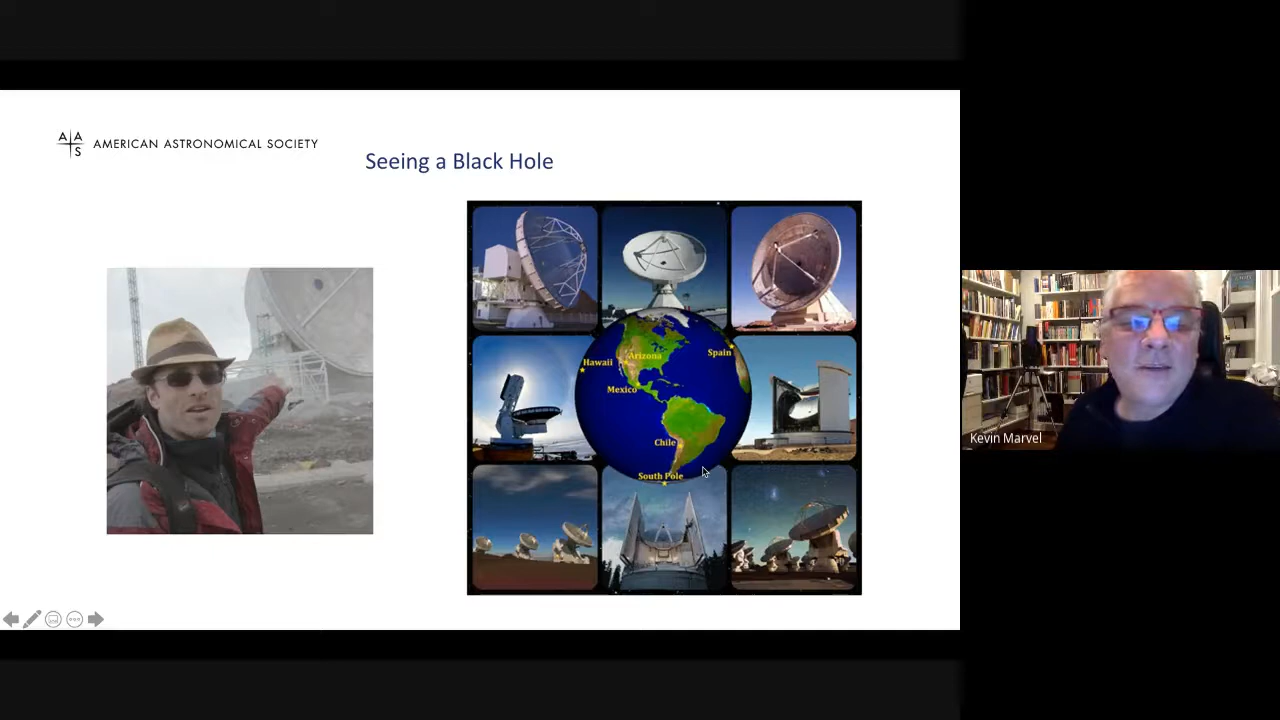 A A
S
AMERICAN ASTRONOMICAL SOCIETY
Seeing a Black Hole
Hawaii
Arizona
Spain
Mexico
Chile
South Pole
Kevin Marvel